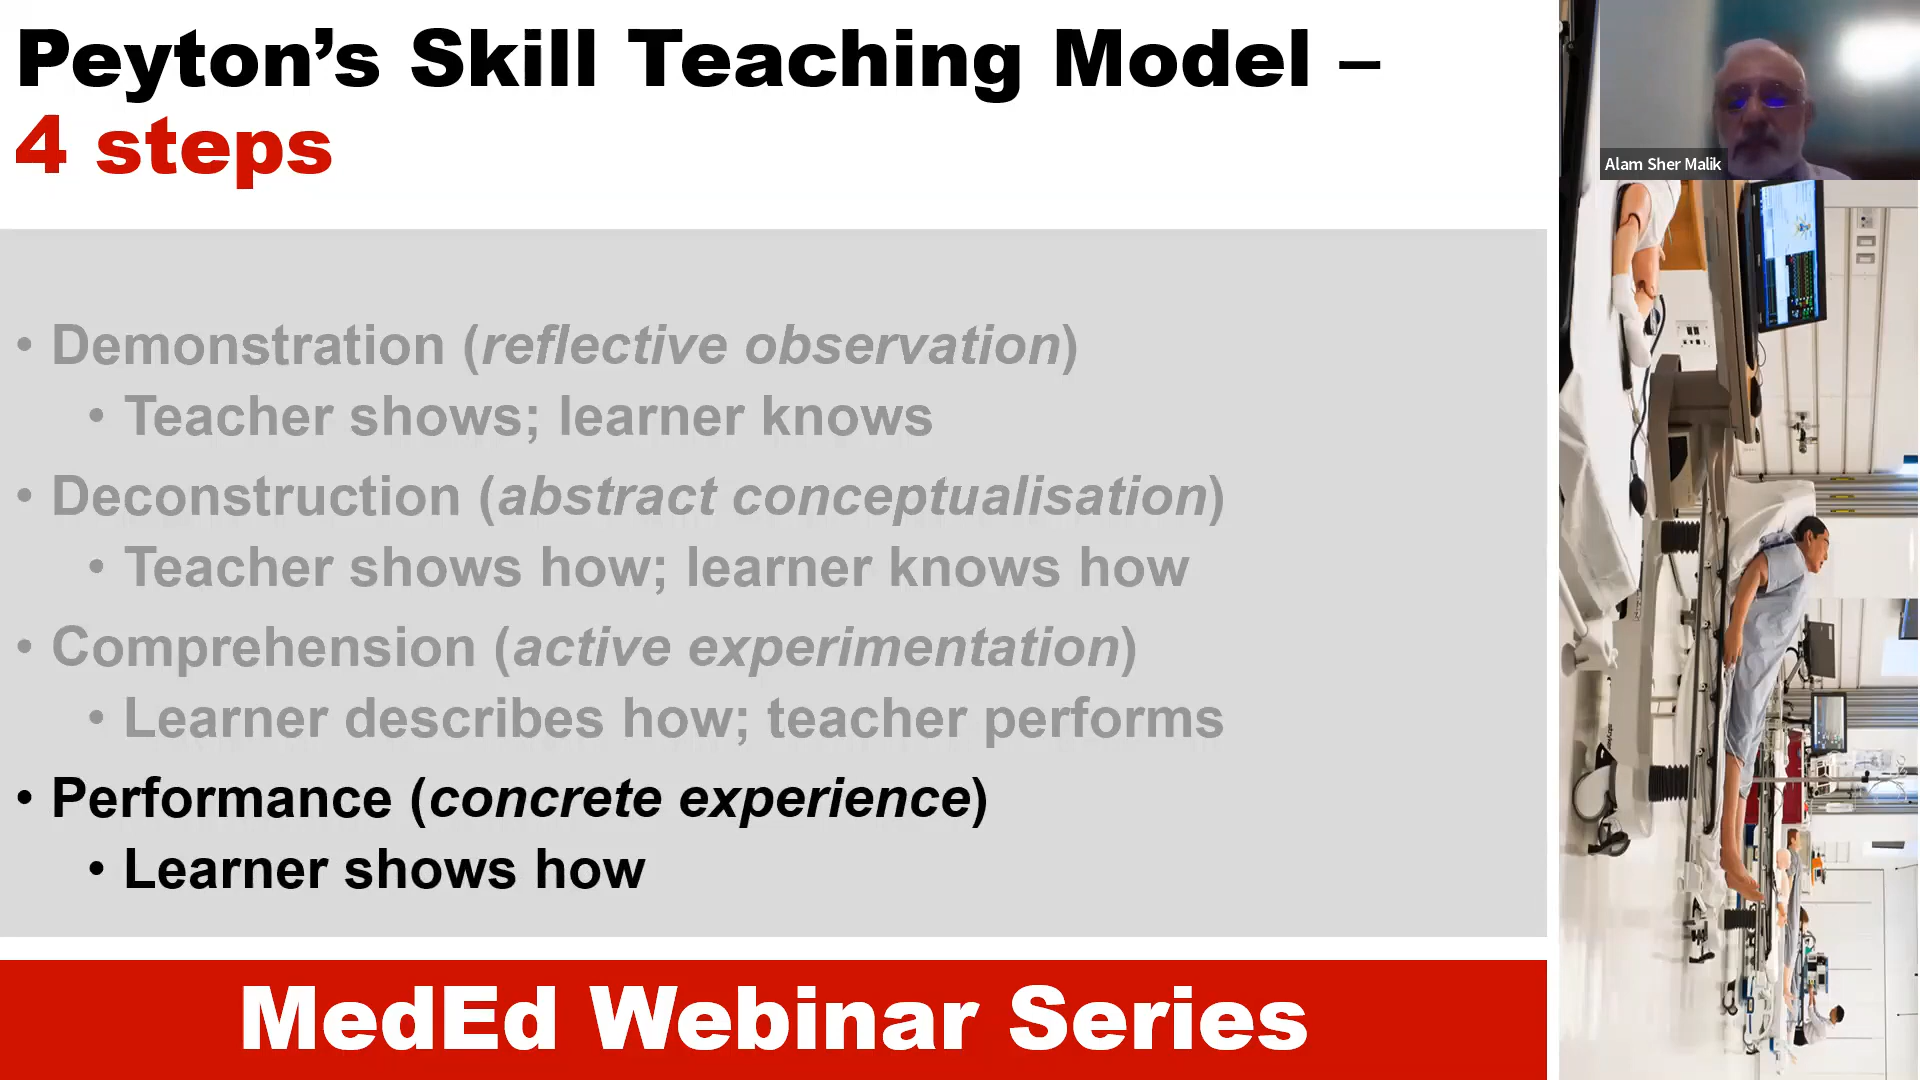 Peyton’s Skill Teaching Model –
4 steps
Alam Sher Malik
• Demonstration (reflective observation)
• Teacher shows; learner knows
• Deconstruction (abstract conceptualisation)
• Teacher shows how; learner knows how
• Comprehension (active experimentation)
• Learner describes how; teacher performs
• Performance (concrete experience)
• Learner shows how
MedEd Webinar Series